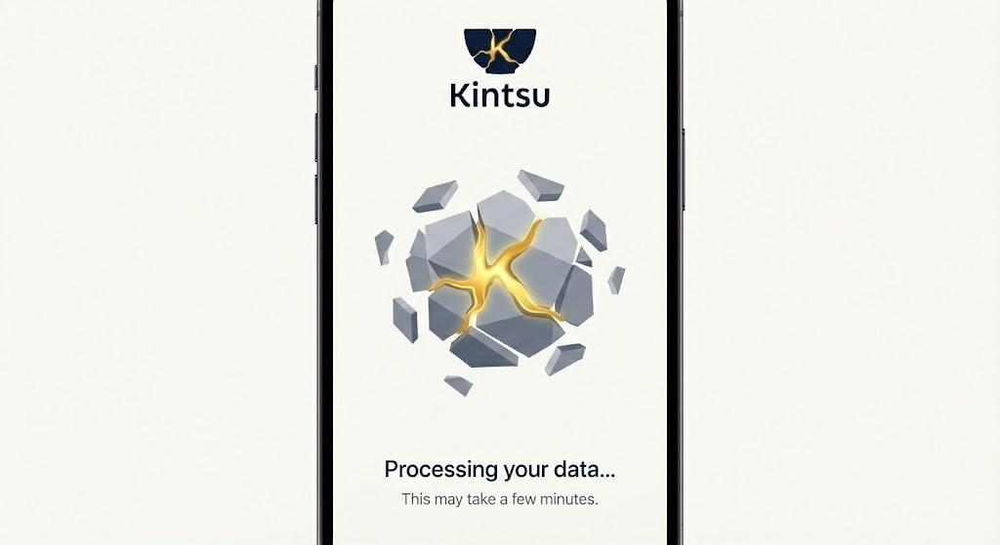 K
Kintsu
K
Processing your data...
This may take a few minutes.